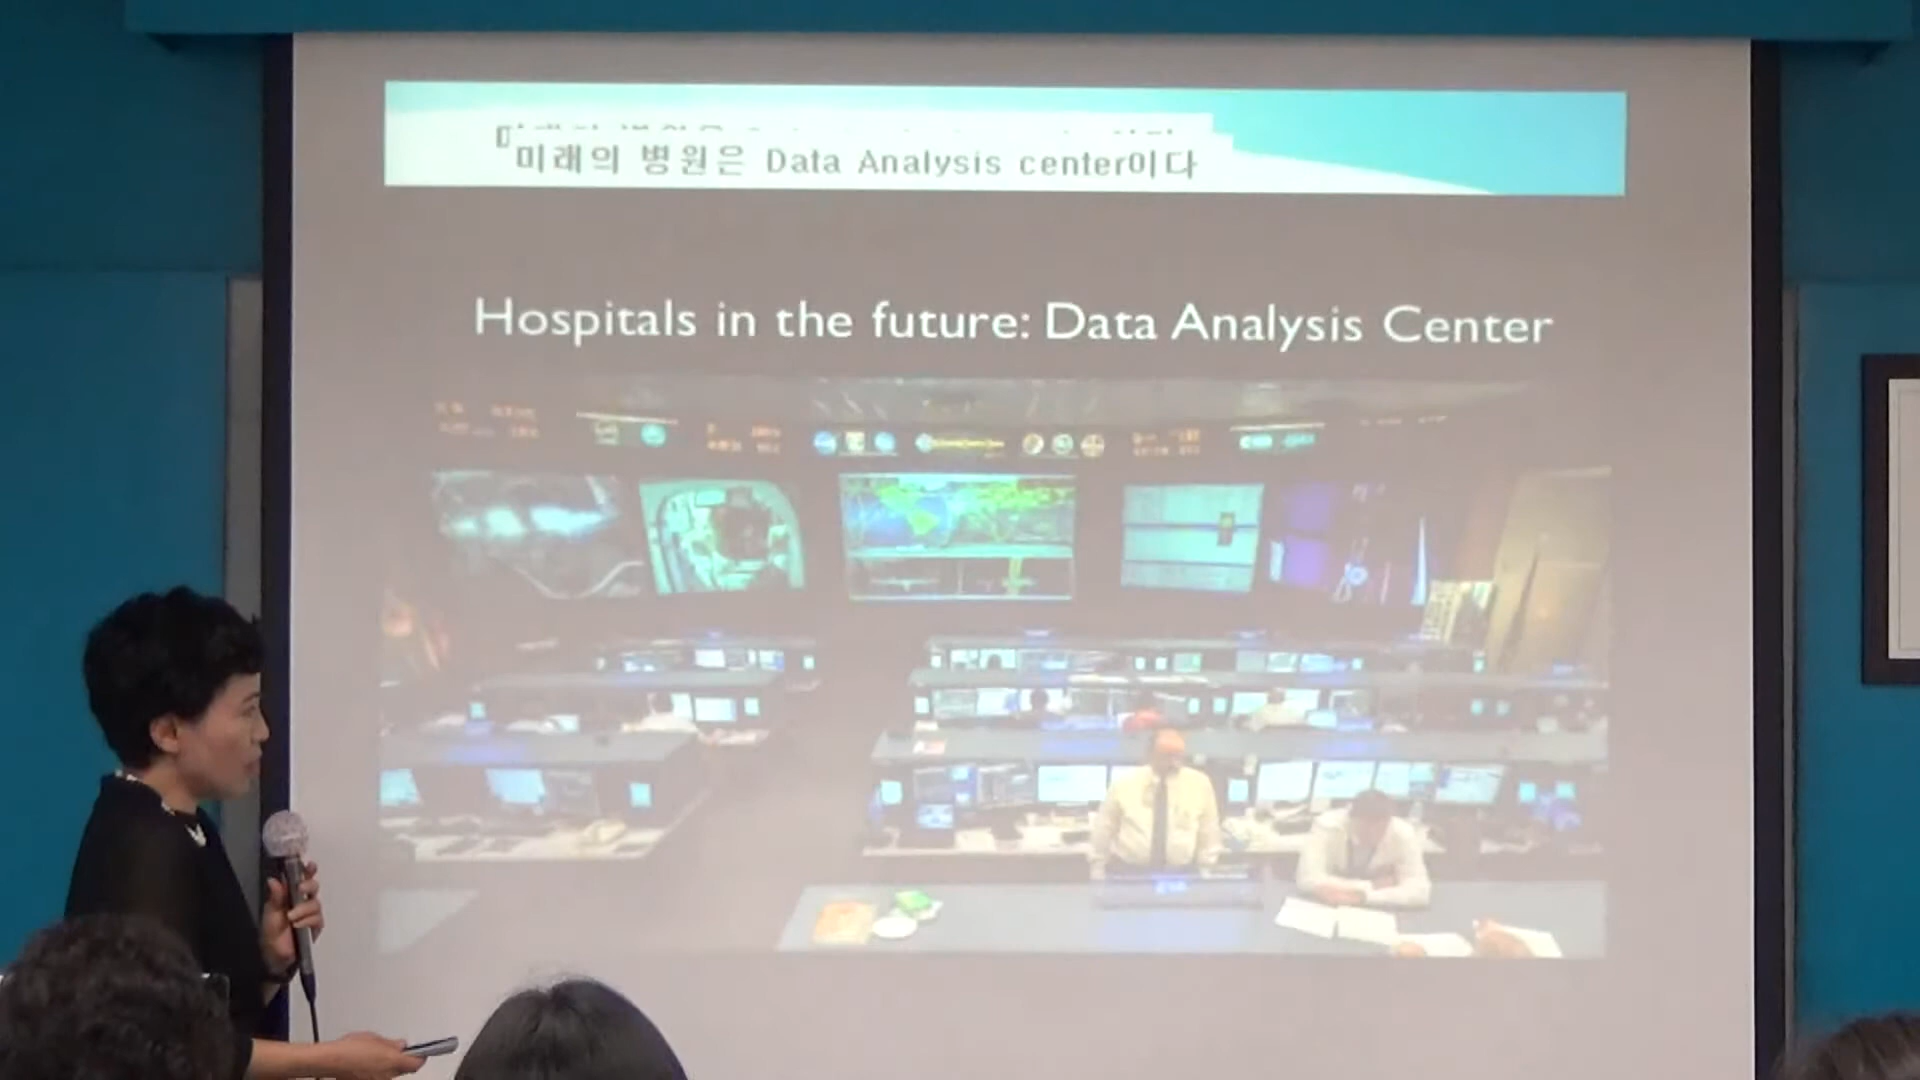 미래의 병원은 Data Analysis center이다
Hospitals in the future: Data Analysis Center